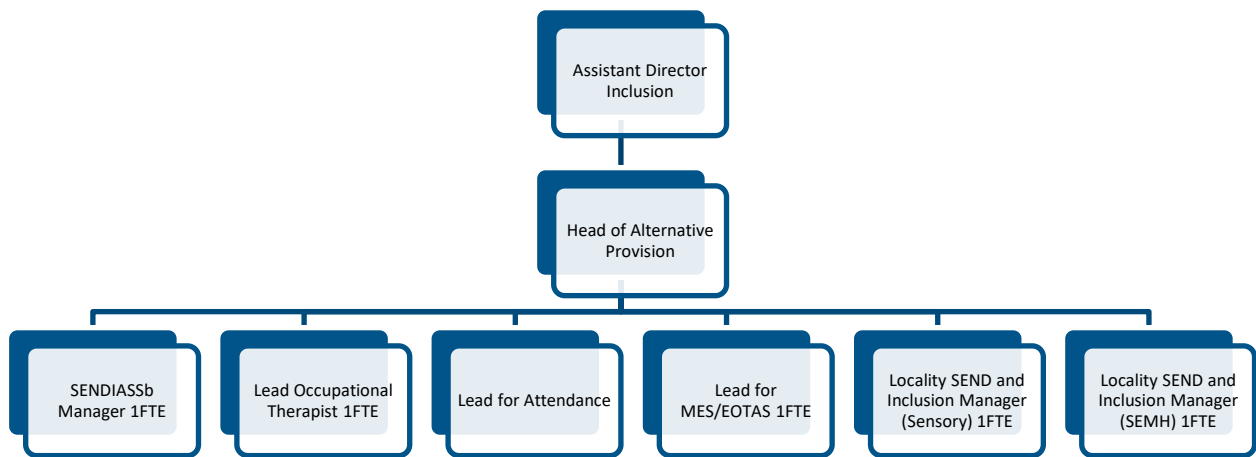 Assistant Director
Inclusion
Head of Alternative
Provision
SENDIASSb
Manager 1FTE
Lead Occupational
Therapist 1FTE
Lead for Attendance
Lead for
MES/EOTAS 1FTE
Locality SEND and
Inclusion Manager
(Sensory) 1FTE
Locality SEND and
Inclusion Manager
(SEMH) 1FTE